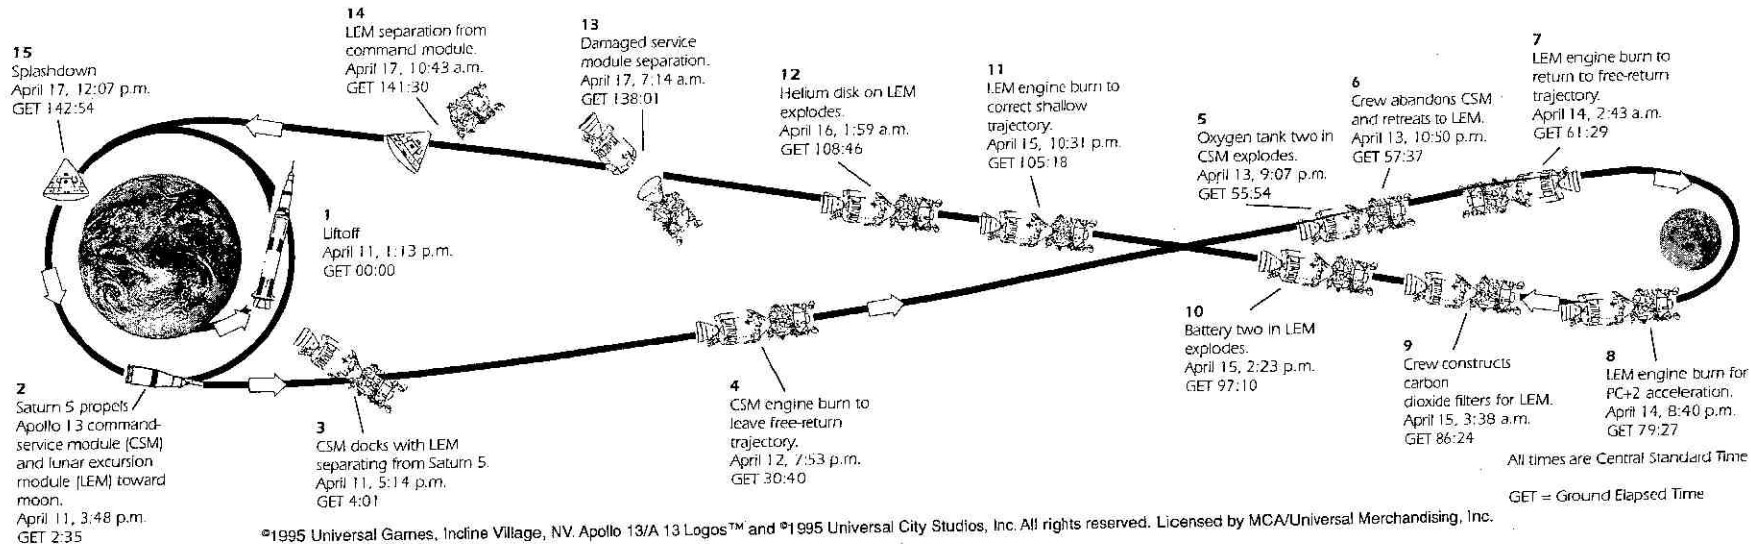 1
Liftoff
April 11, 1:13 p.m.
GET 00:00
2
Saturn 5 propels
Apollo 13 command-
service module (CSM)
and lunar excursion
module (LEM) toward
moon.
April 11, 3:48 p.m.
GET 2:35
3
CSM docks with LEM
separating from Saturn 5.
April 11, 5:14 p.m.
GET 4:01
4
CSM engine burn to
leave free-return
trajectory.
April 12, 7:53 p.m.
GET 30:40
5
Oxygen tank two in
CSM explodes.
April 13, 9:07 p.m.
GET 55:54
6
Crew abandons CSM
and retreats to LEM.
April 13, 10:50 p.m.
GET 57:37
7
LEM engine burn to
return to free-return
trajectory.
April 14, 2:43 a.m.
GET 61:29
8
LEM engine burn for
PC+2 acceleration.
April 14, 8:40 p.m.
GET 79:27
9
Crew constructs
carbon
dioxide filters for LEM.
April 15, 3:38 a.m.
GET 86:24
10
Battery two in LEM
explodes.
April 15, 2:23 p.m.
GET 97:10
11
LEM engine burn to
correct shallow
trajectory.
April 15, 10:31 p.m.
GET 105:18
12
Helium disk on LEM
explodes.
April 16, 1:59 a.m.
GET 108:46
13
Damaged service
module separation.
April 17, 7:14 a.m.
GET 138:01
14
LEM separation from
command module.
April 17, 10:43 a.m.
GET 141:30
15
Splashdown
April 17, 12:07 p.m.
GET 142:54
All times are Central Standard Time
GET = Ground Elapsed Time
©1995 Universal Games, Incline Village, NV. Apollo 13/A 13 Logos™ and ©1995 Universal City Studios, Inc. All rights reserved. Licensed by MCA/Universal Merchandising, Inc.